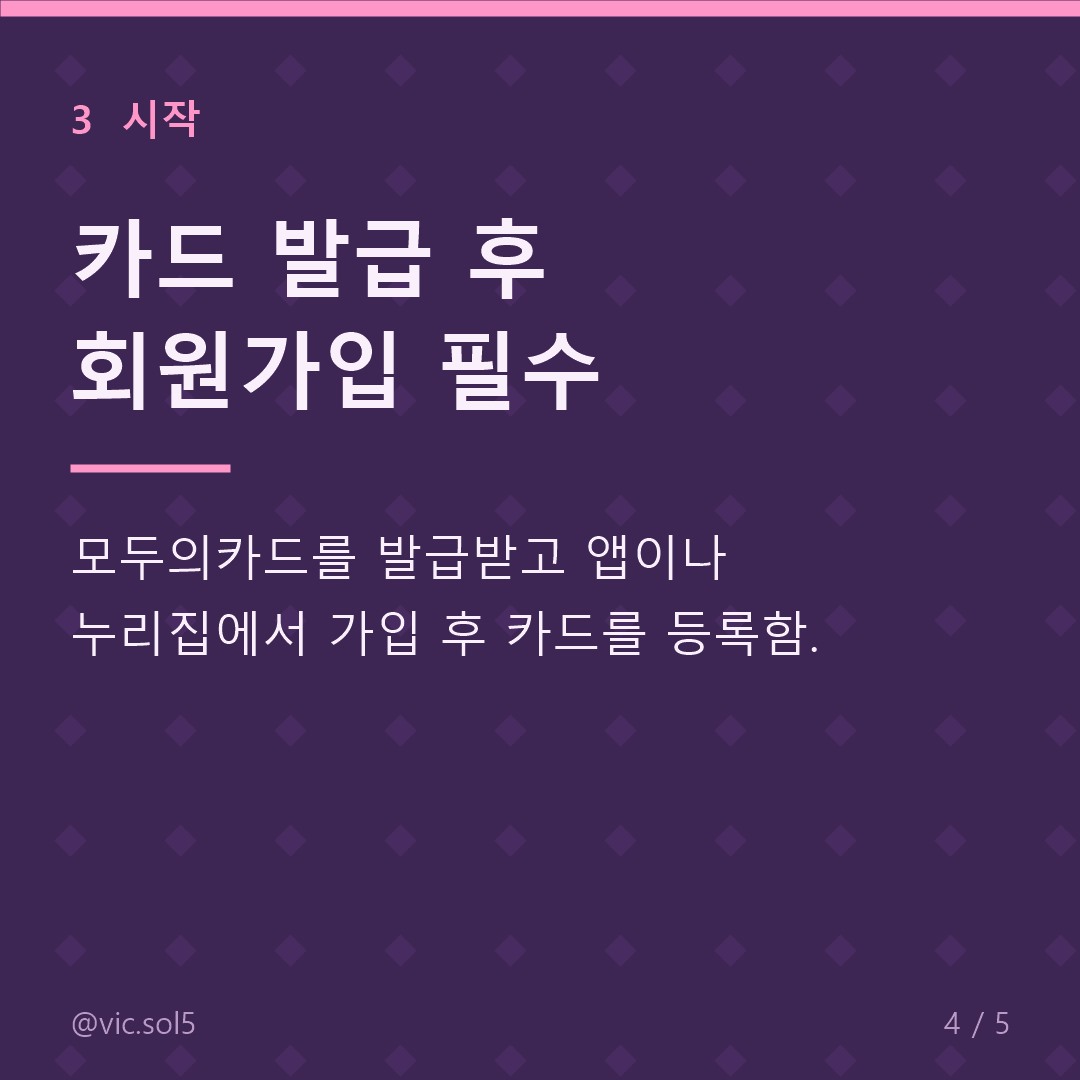 3 시작
카드 발급 후
회원가입 필수
모두의카드를 발급받고 앱이나
누리집에서 가입 후 카드를 등록함.
@vic.sol5
4 / 5